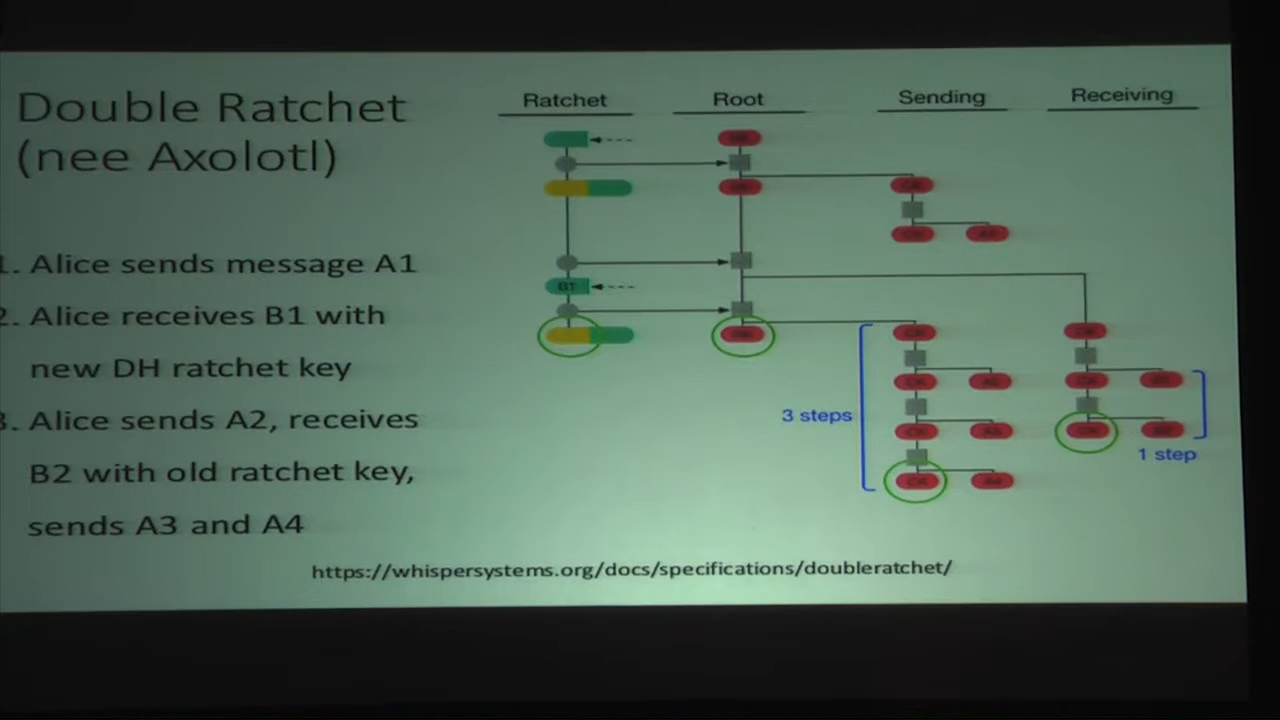 Double Ratchet
(nee Axolotl)
Ratchet
Root
Sending
Receiving
1. Alice sends message A1
2. Alice receives B1 with
new DH ratchet key
3. Alice sends A2, receives
B2 with old ratchet key,
sends A3 and A4
B1
3 steps
1 step
https://whispersystems.org/docs/specifications/doubleratchet/